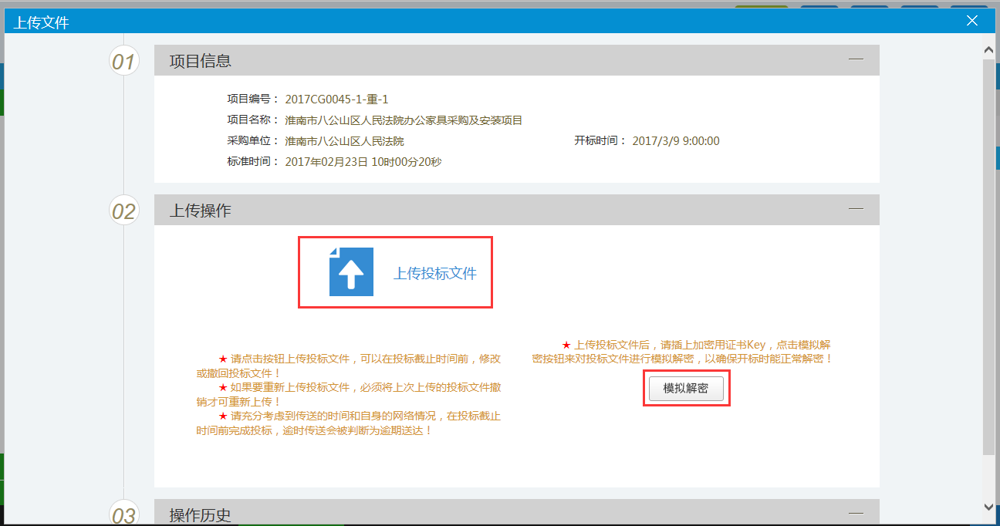 上传文件
01
项目信息
项目编号： 2017CG0045-1-重-1
项目名称： 淮南市八公山区人民法院办公家具采购及安装项目
采购单位： 淮南市八公山区人民法院
开标时间： 2017/3/9 9:00:00
标准时间： 2017年02月23日 10时00分20秒
02
上传操作
上传投标文件
★ 请点击按钮上传投标文件，可以在投标截止时间前，修改
或撤回投标文件！
★ 如果要重新上传投标文件，必须将上次上传的投标文件撤
销才可重新上传！
★ 请充分考虑到传送的时间和自身的网络情况，在投标截止
时间前完成投标，逾时传送会被判断为逾期送达！
★ 上传投标文件后，请插上加密用证书Key，点击模拟解
密按钮来对投标文件进行模拟解密，以确保开标时能正常解密！
模拟解密
03
操作历史